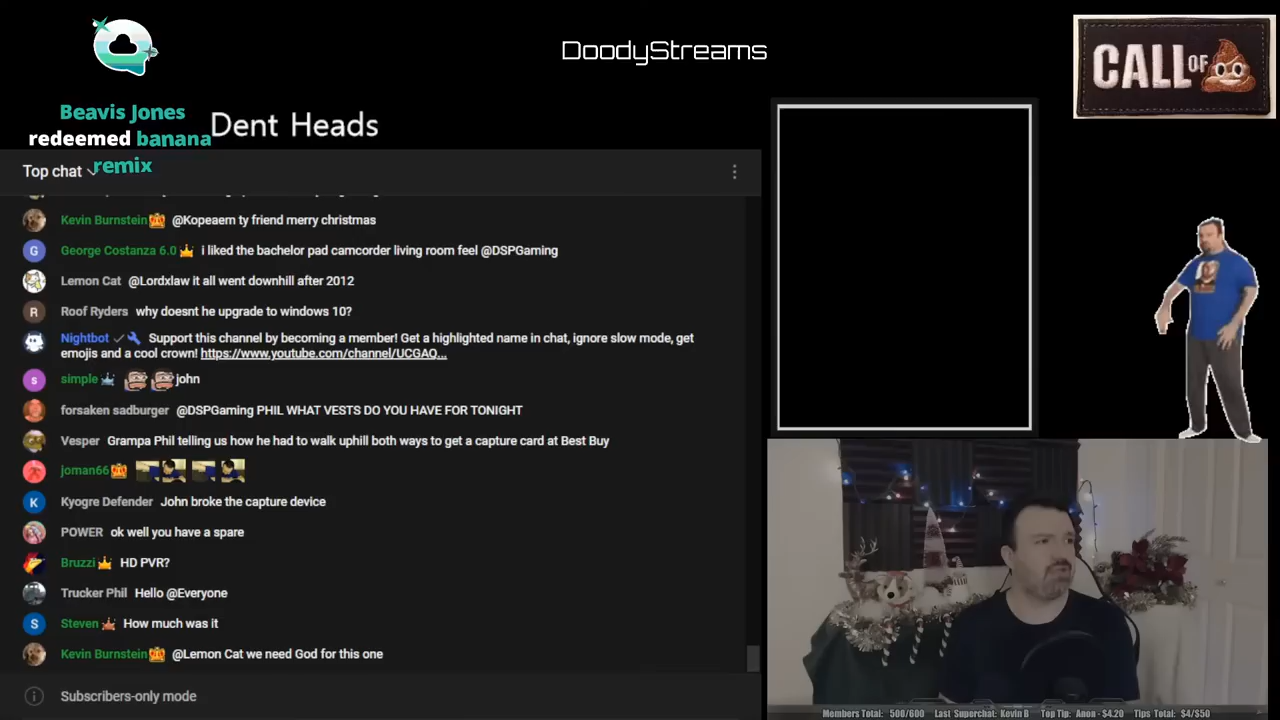 DoodyStreams
CALL OF
Beavis Jones
redeemed banana
remix
Dent Heads
Top chat
Kevin Burnstein @Kopeaem ty friend merry christmas
George Costanza 6.0 i liked the bachelor pad camcorder living room feel @DSPGaming
Lemon Cat @Lordxlaw it all went downhill after 2012
R Roof Ryders why doesnt he upgrade to windows 10?
Nightbot Support this channel by becoming a member! Get a highlighted name in chat, ignore slow mode, get
emojis and a cool crown! https://www.youtube.com/channel/UCGAQ...
s simple john
forsaken sadburger @DSPGaming PHIL WHAT VESTS DO YOU HAVE FOR TONIGHT
Vesper Grampa Phil telling us how he had to walk uphill both ways to get a capture card at Best Buy
joman66
K Kyogre Defender John broke the capture device
POWER ok well you have a spare
Bruzzi HD PVR?
Trucker Phil Hello @Everyone
S Steven How much was it
Kevin Burnstein @Lemon Cat we need God for this one
Subscribers-only mode
Members Total: 508/600 Last Superchat: Kevin B Top Tip: Anon - $4.20 Tips Total: $4/$50